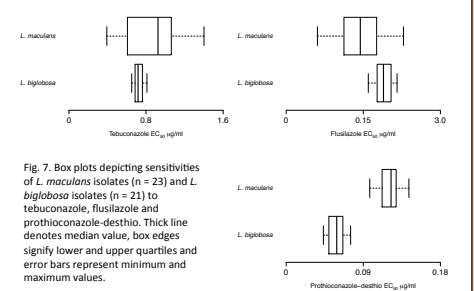 L. maculans
L. biglobosa
0 0.8 1.6
Tebuconazole EC50 µg/ml
L. maculans
L. biglobosa
0 0.15 3.0
Flusilazole EC50 µg/ml
Fig. 7. Box plots depicting sensitivities
of L. maculans isolates (n = 23) and L.
biglobosa isolates (n = 21) to
tebuconazole, flusilazole and
prothioconazole-desthio. Thick line
denotes median value, box edges
signify lower and upper quartiles and
error bars represent minimum and
maximum values.
L. maculans
L. biglobosa
0 0.09 0.18
Prothioconazole–desthio EC50 µg/ml